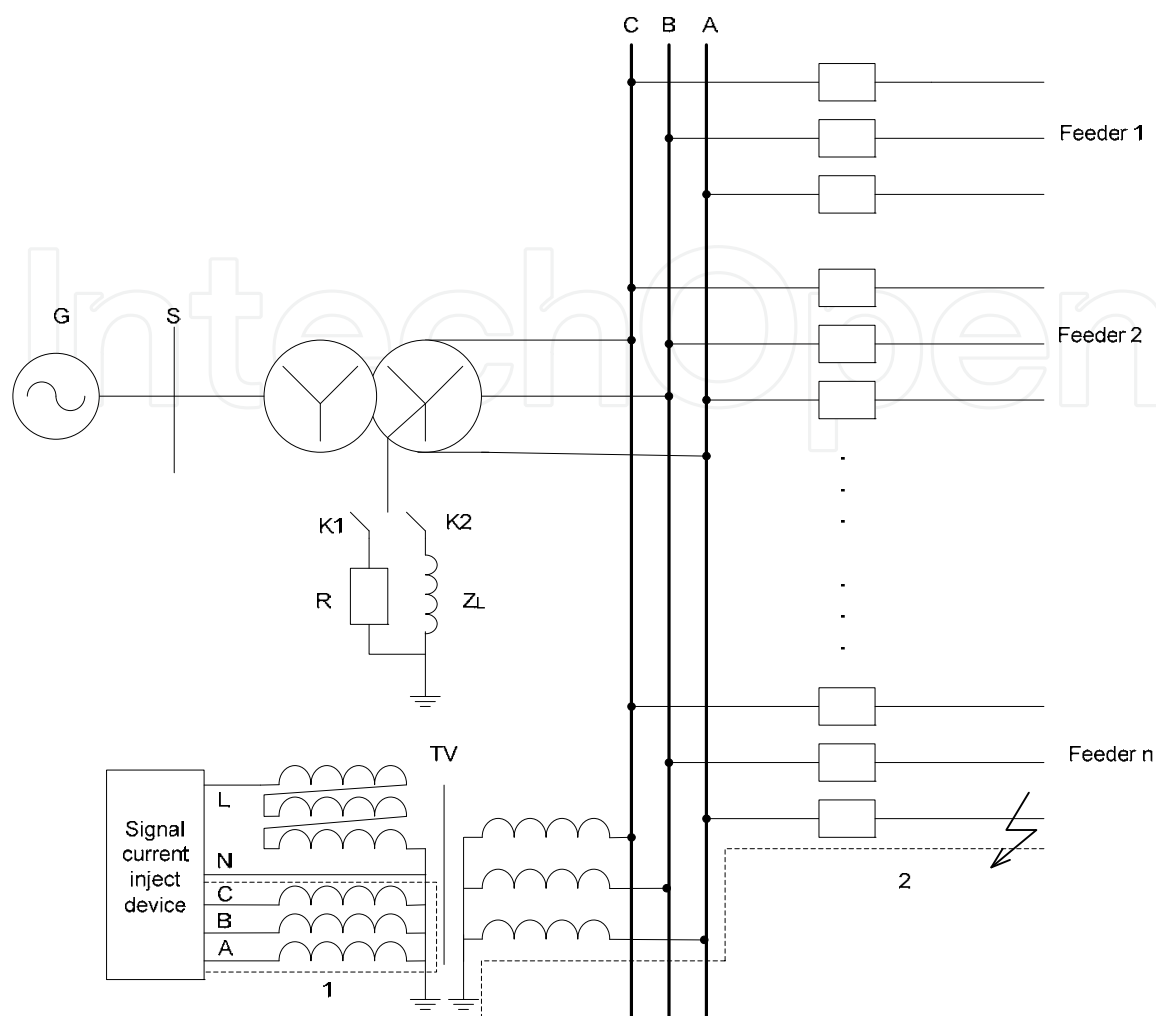 C B A
Feeder 1
G S
Feeder 2
K1 K2
R ZL
TV
Feeder n
L
Signal
current
inject
device
N
C
B
A
1
2
IntechOpen